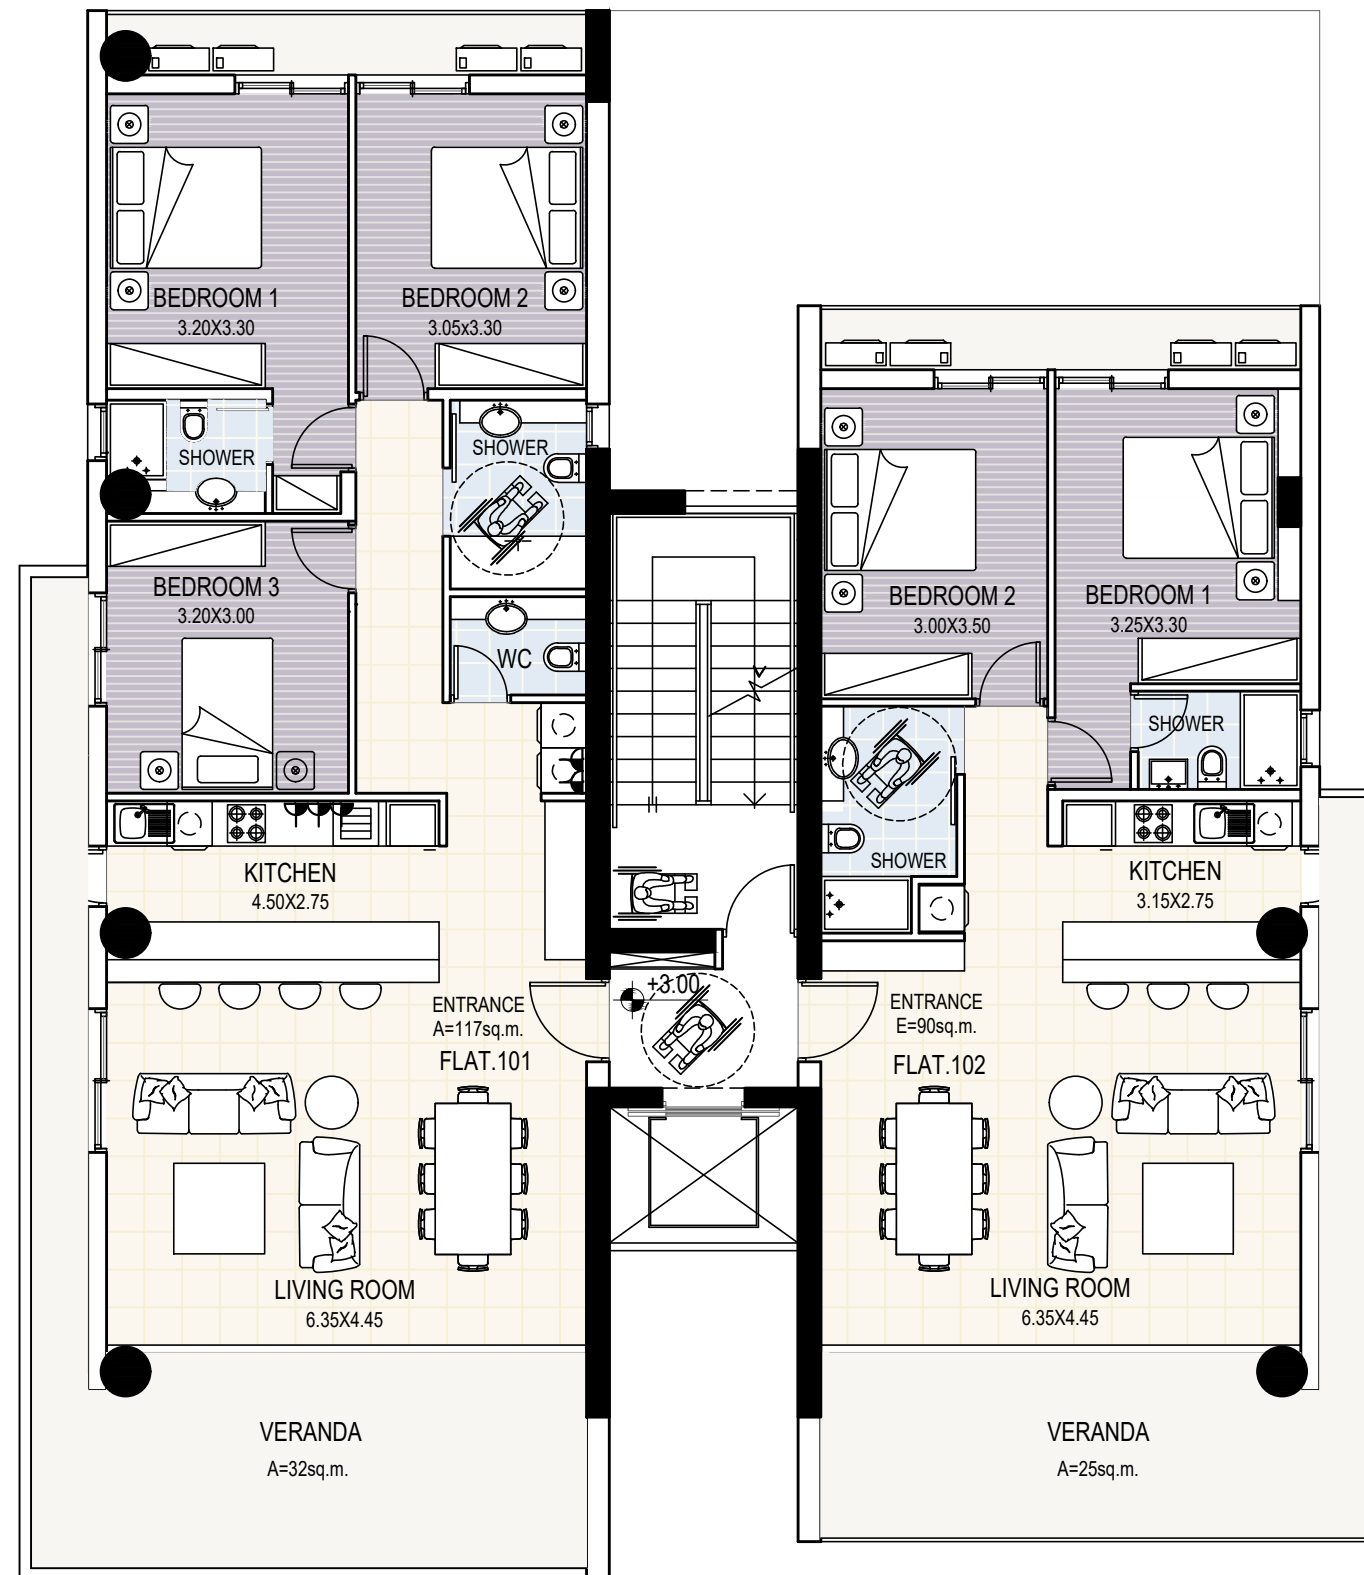 BEDROOM 1
3.20X3.30
BEDROOM 2
3.05x3.30
SHOWER
SHOWER
BEDROOM 3
3.20X3.00
WC
BEDROOM 2
3.00X3.50
BEDROOM 1
3.25X3.30
SHOWER
SHOWER
KITCHEN
4.50X2.75
KITCHEN
3.15X2.75
+3.00
ENTRANCE
A=117sq.m.
FLAT.101
ENTRANCE
E=90sq.m.
FLAT.102
LIVING ROOM
6.35X4.45
LIVING ROOM
6.35X4.45
VERANDA
A=32sq.m.
VERANDA
A=25sq.m.